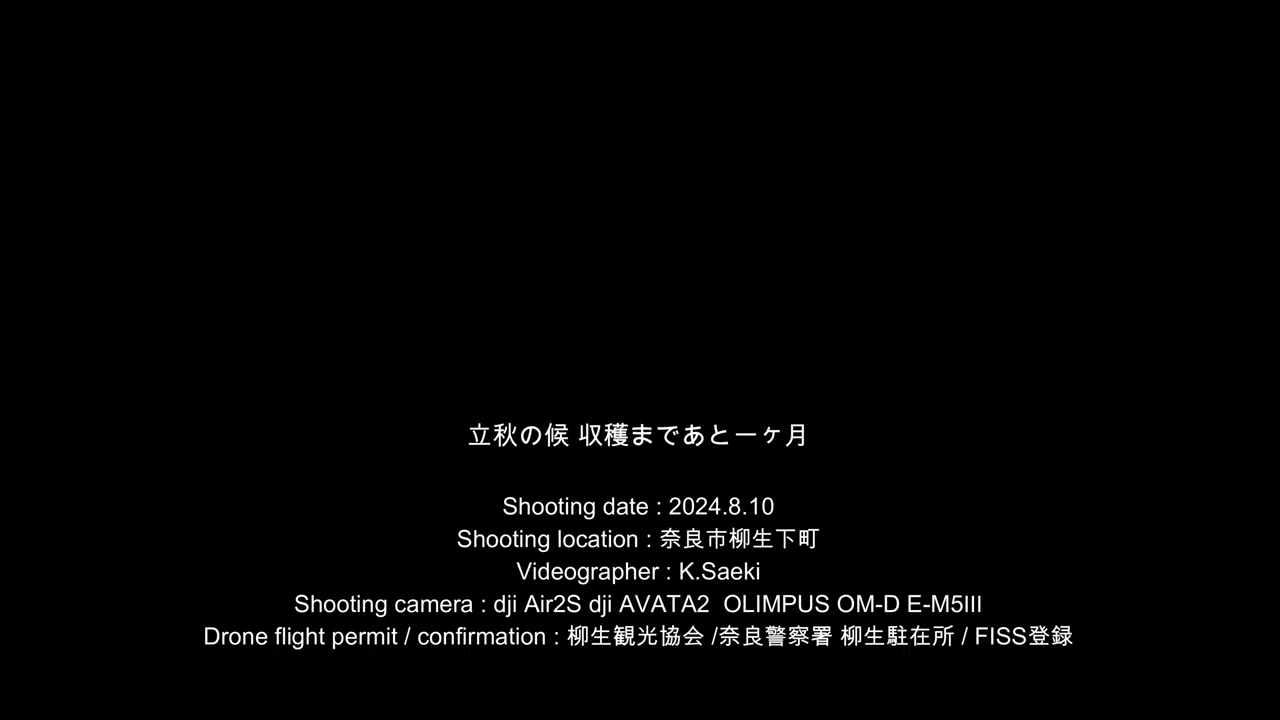 立秋の候 収穫まであと一ヶ月
Shooting date : 2024.8.10
Shooting location : 奈良市柳生下町
Videographer : K.Saeki
Shooting camera : dji Air2S dji AVATA2  OLIMPUS OM-D E-M5III
Drone flight permit / confirmation : 柳生観光協会 /奈良警察署 柳生駐在所 / FISS登録